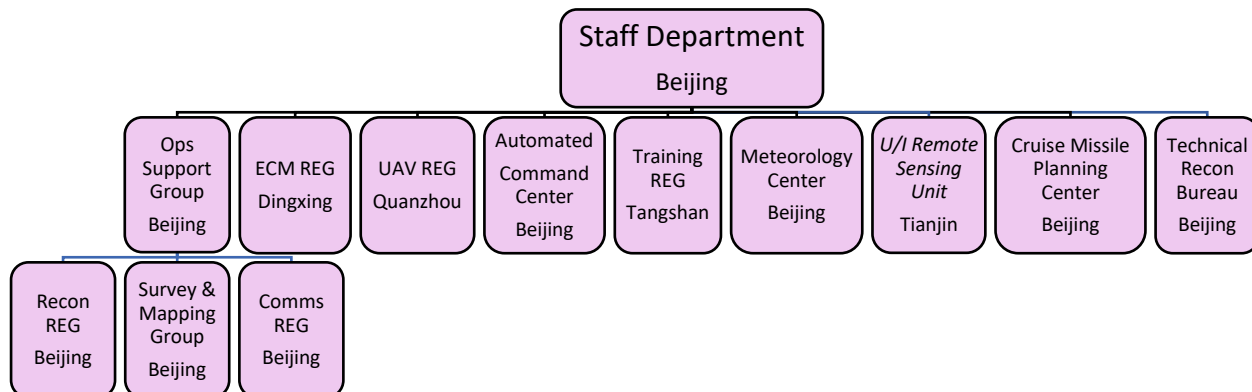 Staff Department
Beijing
Ops
Support
Group
Beijing
ECM REG
Dingxing
UAV REG
Quanzhou
Automated
Command
Center
Beijing
Training
REG
Tangshan
Meteorology
Center
Beijing
U/I Remote
Sensing
Unit
Tianjin
Cruise Missile
Planning
Center
Beijing
Technical
Recon
Bureau
Beijing
Recon
REG
Beijing
Survey &
Mapping
Group
Beijing
Comms
REG
Beijing